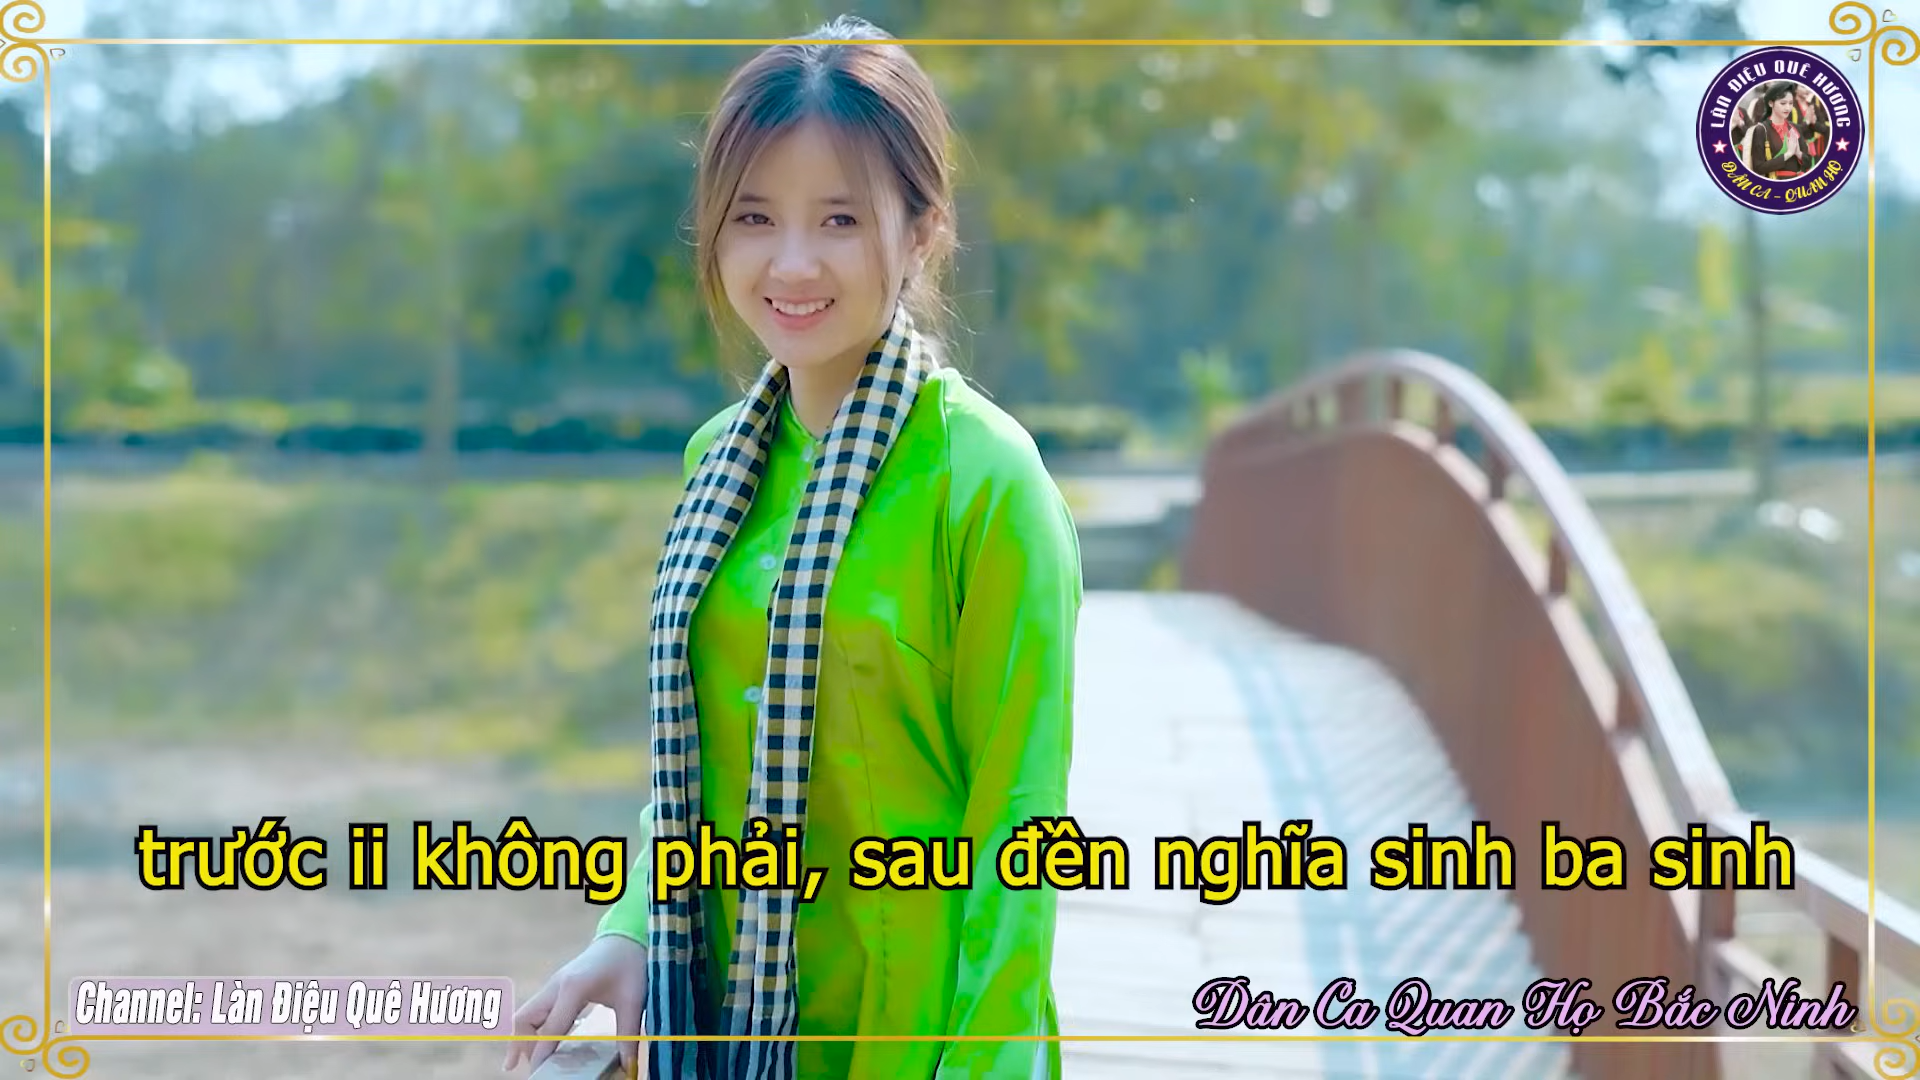 LÀN ĐIỆU QUÊ HƯƠNG
DÂN CA - QUAN HỌ
trước ii không phải, sau đền nghĩa sinh ba sinh
Channel: Làn Điệu Quê Hương
Dân Ca Quan Họ Bắc Ninh